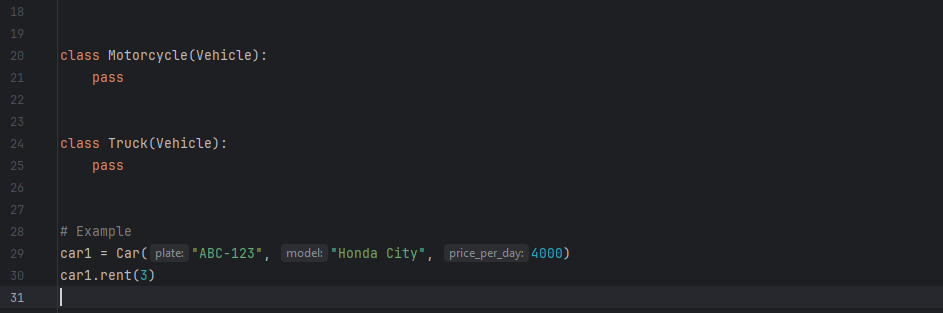 18
19
20 class Motorcycle(Vehicle):
21 pass
22
23
24 class Truck(Vehicle):
25 pass
26
27
28 # Example
29 car1 = Car( plate: "ABC-123", model: "Honda City", price_per_day: 4000)
30 car1.rent(3)
31